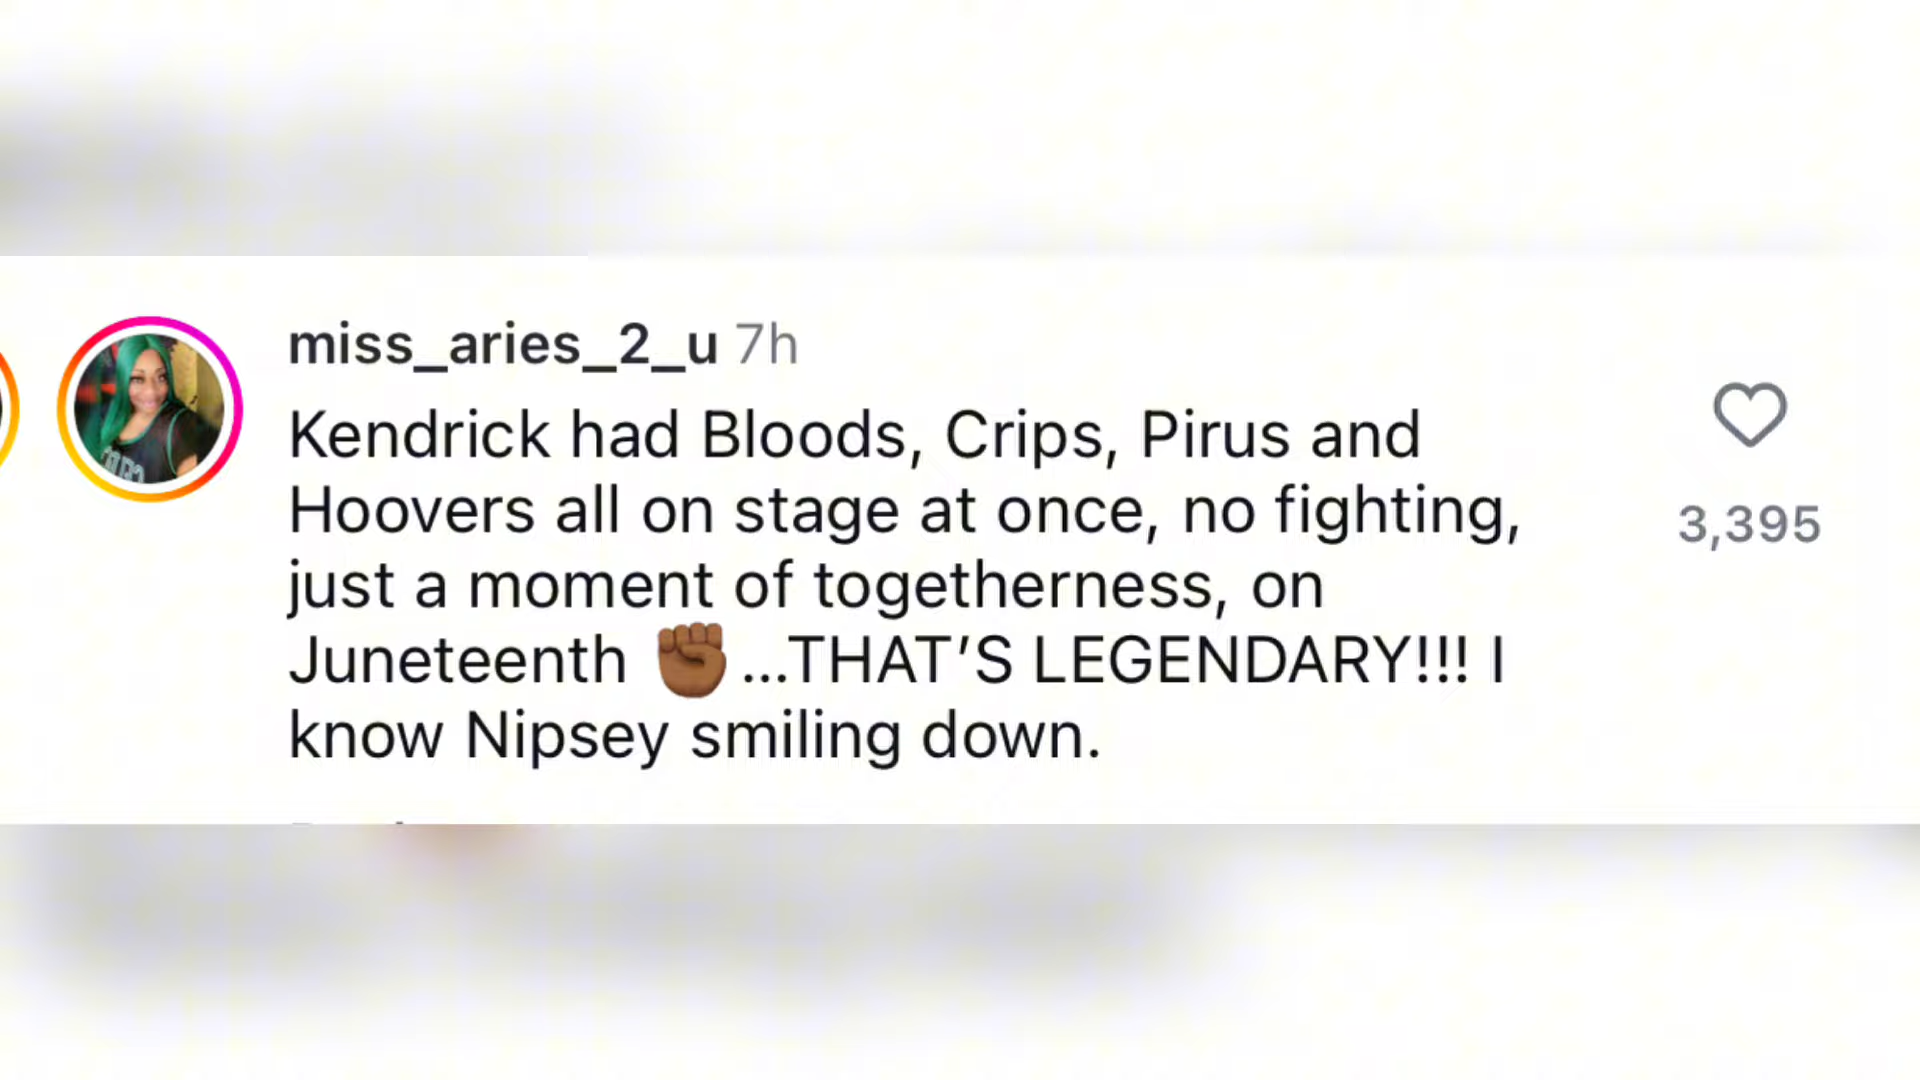 miss_aries_2_u 7h
Kendrick had Bloods, Crips, Pirus and
Hoovers all on stage at once, no fighting,
just a moment of togetherness, on
Juneteenth ✊🏾...THAT'S LEGENDARY!!! I
know Nipsey smiling down.
3,395